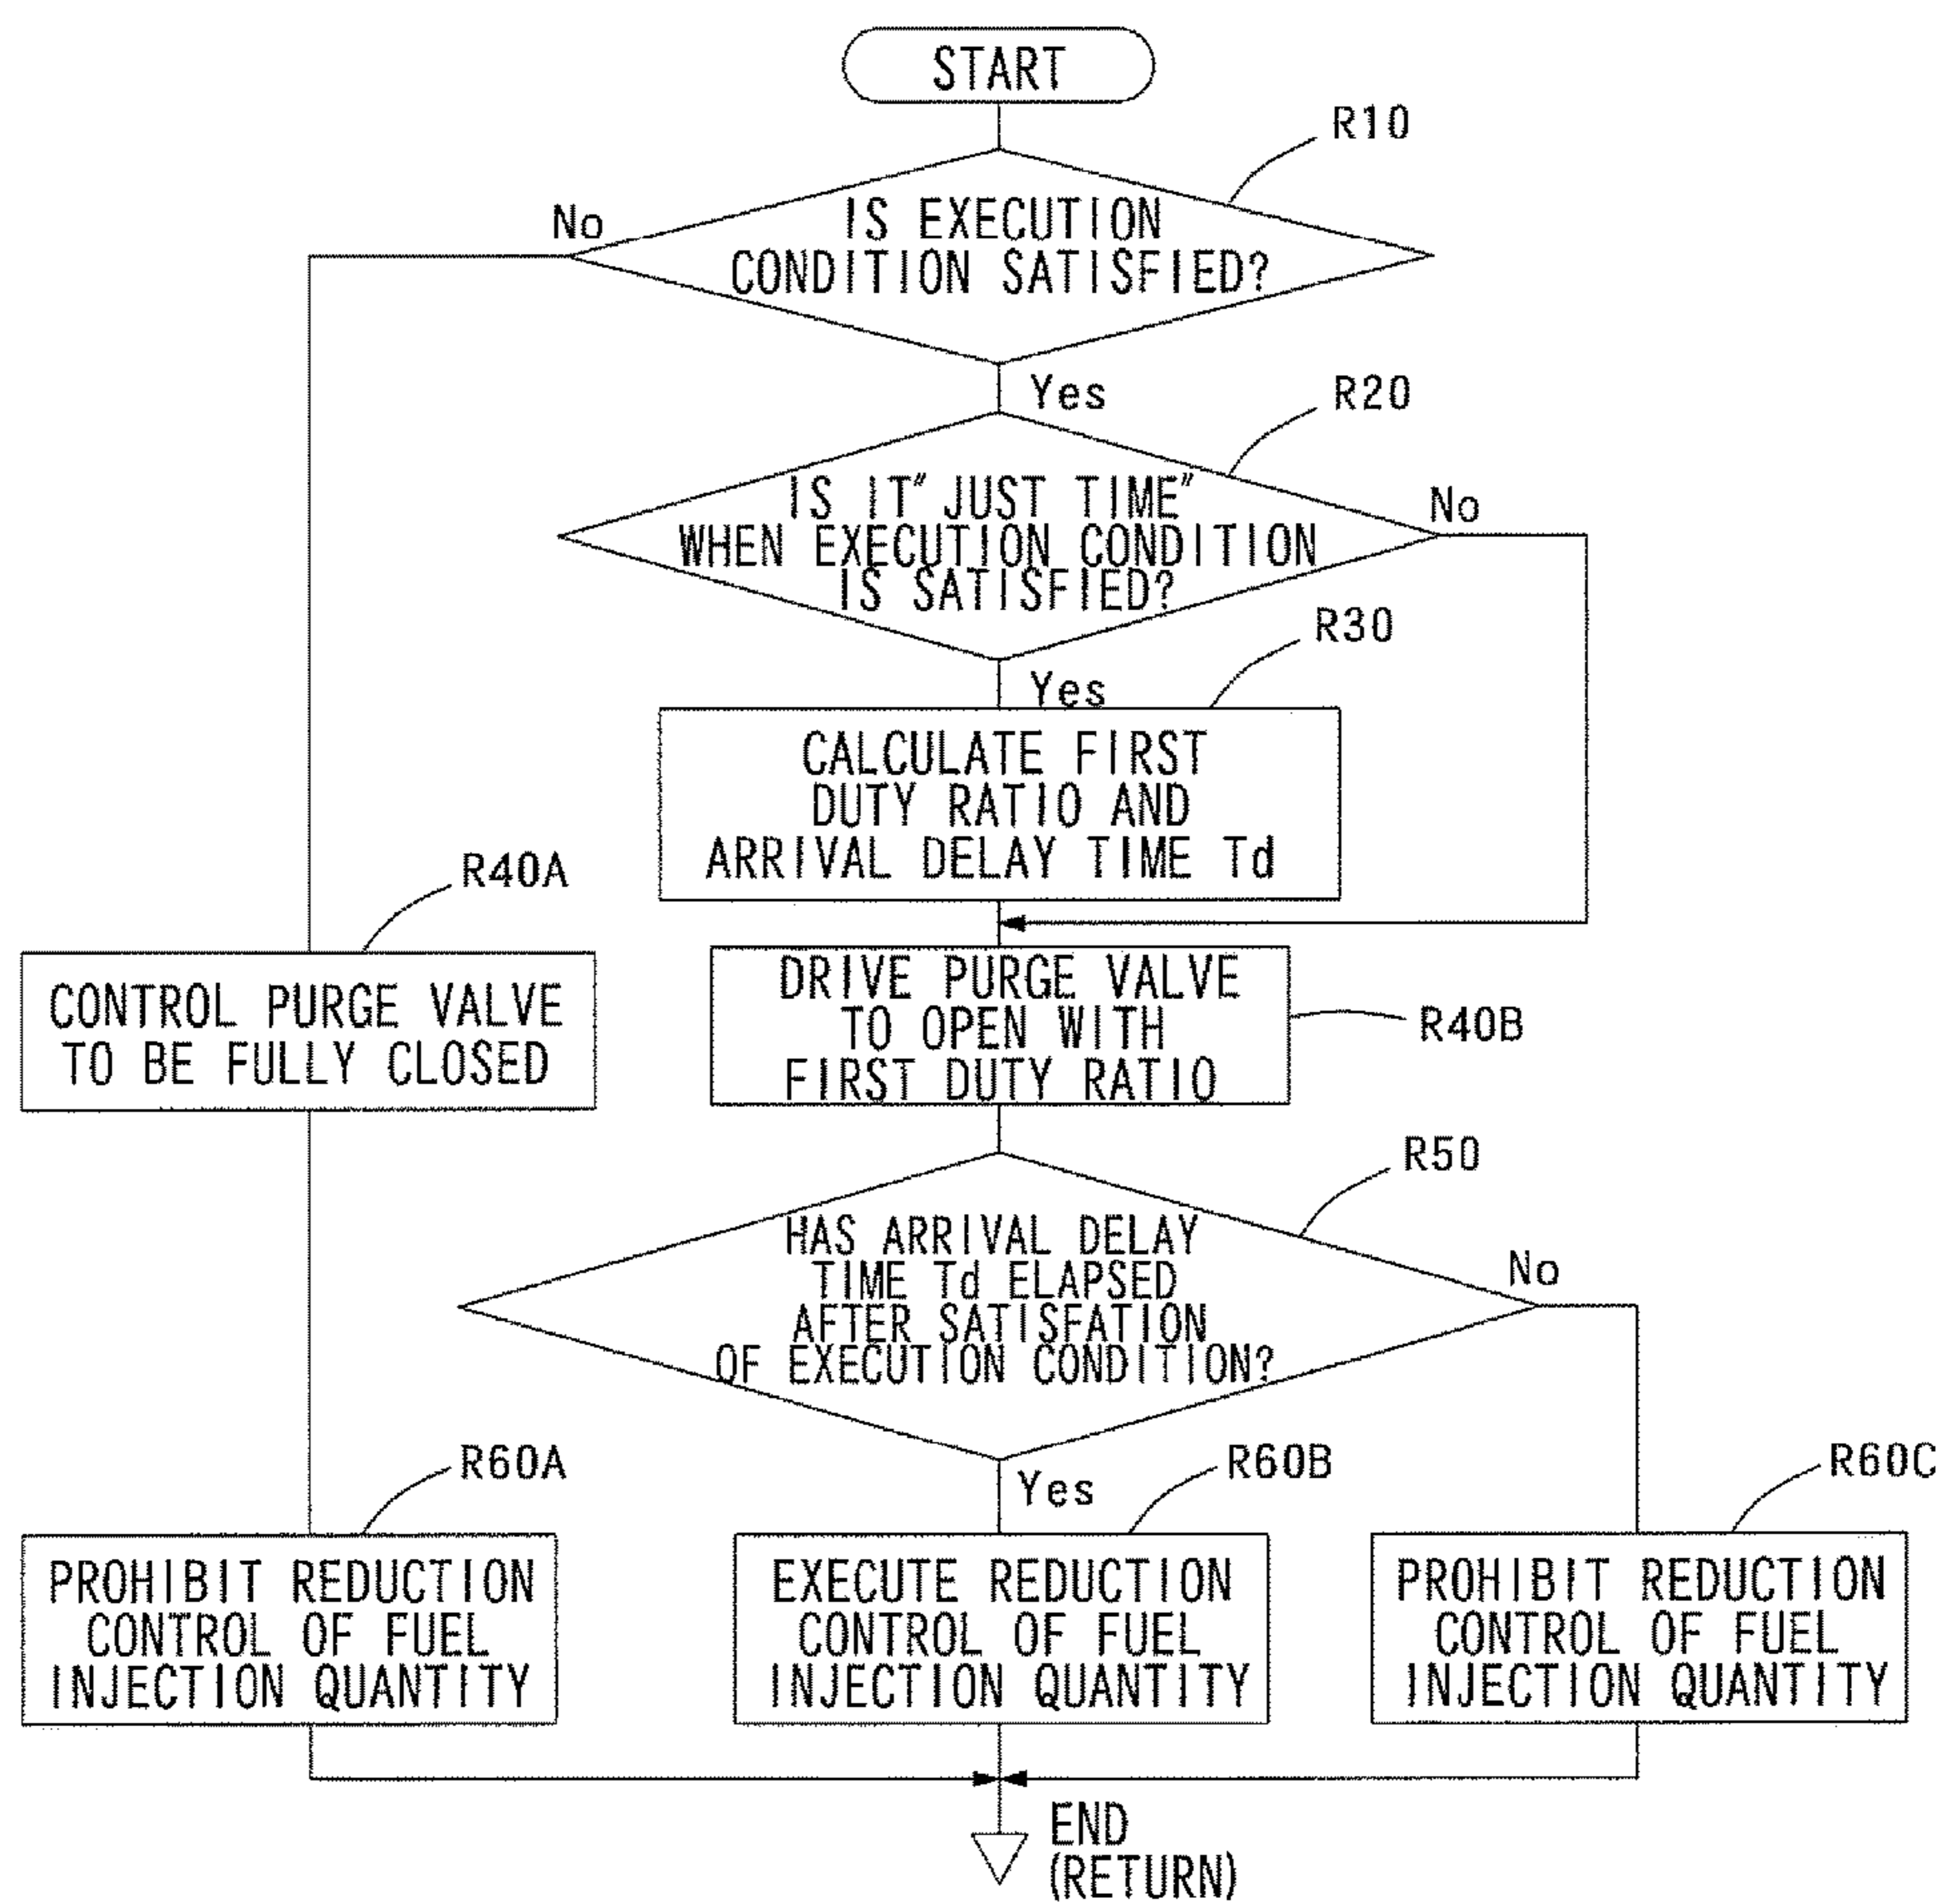 START
R10
IS EXECUTION
CONDITION SATISFIED?
No
Yes
R20
IS IT"JUST TIME"
WHEN EXECUTION CONDITION
IS SATISFIED?
No
Yes
R30
CALCULATE FIRST
DUTY RATIO AND
ARRIVAL DELAY TIME Td
R40A
CONTROL PURGE VALVE
TO BE FULLY CLOSED
DRIVE PURGE VALVE
TO OPEN WITH
FIRST DUTY RATIO
R40B
R50
HAS ARRIVAL DELAY
TIME Td ELAPSED
AFTER SATISFATION
OF EXECUTION CONDITION?
No
Yes
R60A
PROHIBIT REDUCTION
CONTROL OF FUEL
INJECTION QUANTITY
R60B
EXECUTE REDUCTION
CONTROL OF FUEL
INJECTION QUANTITY
R60C
PROHIBIT REDUCTION
CONTROL OF FUEL
INJECTION QUANTITY
END
(RETURN)